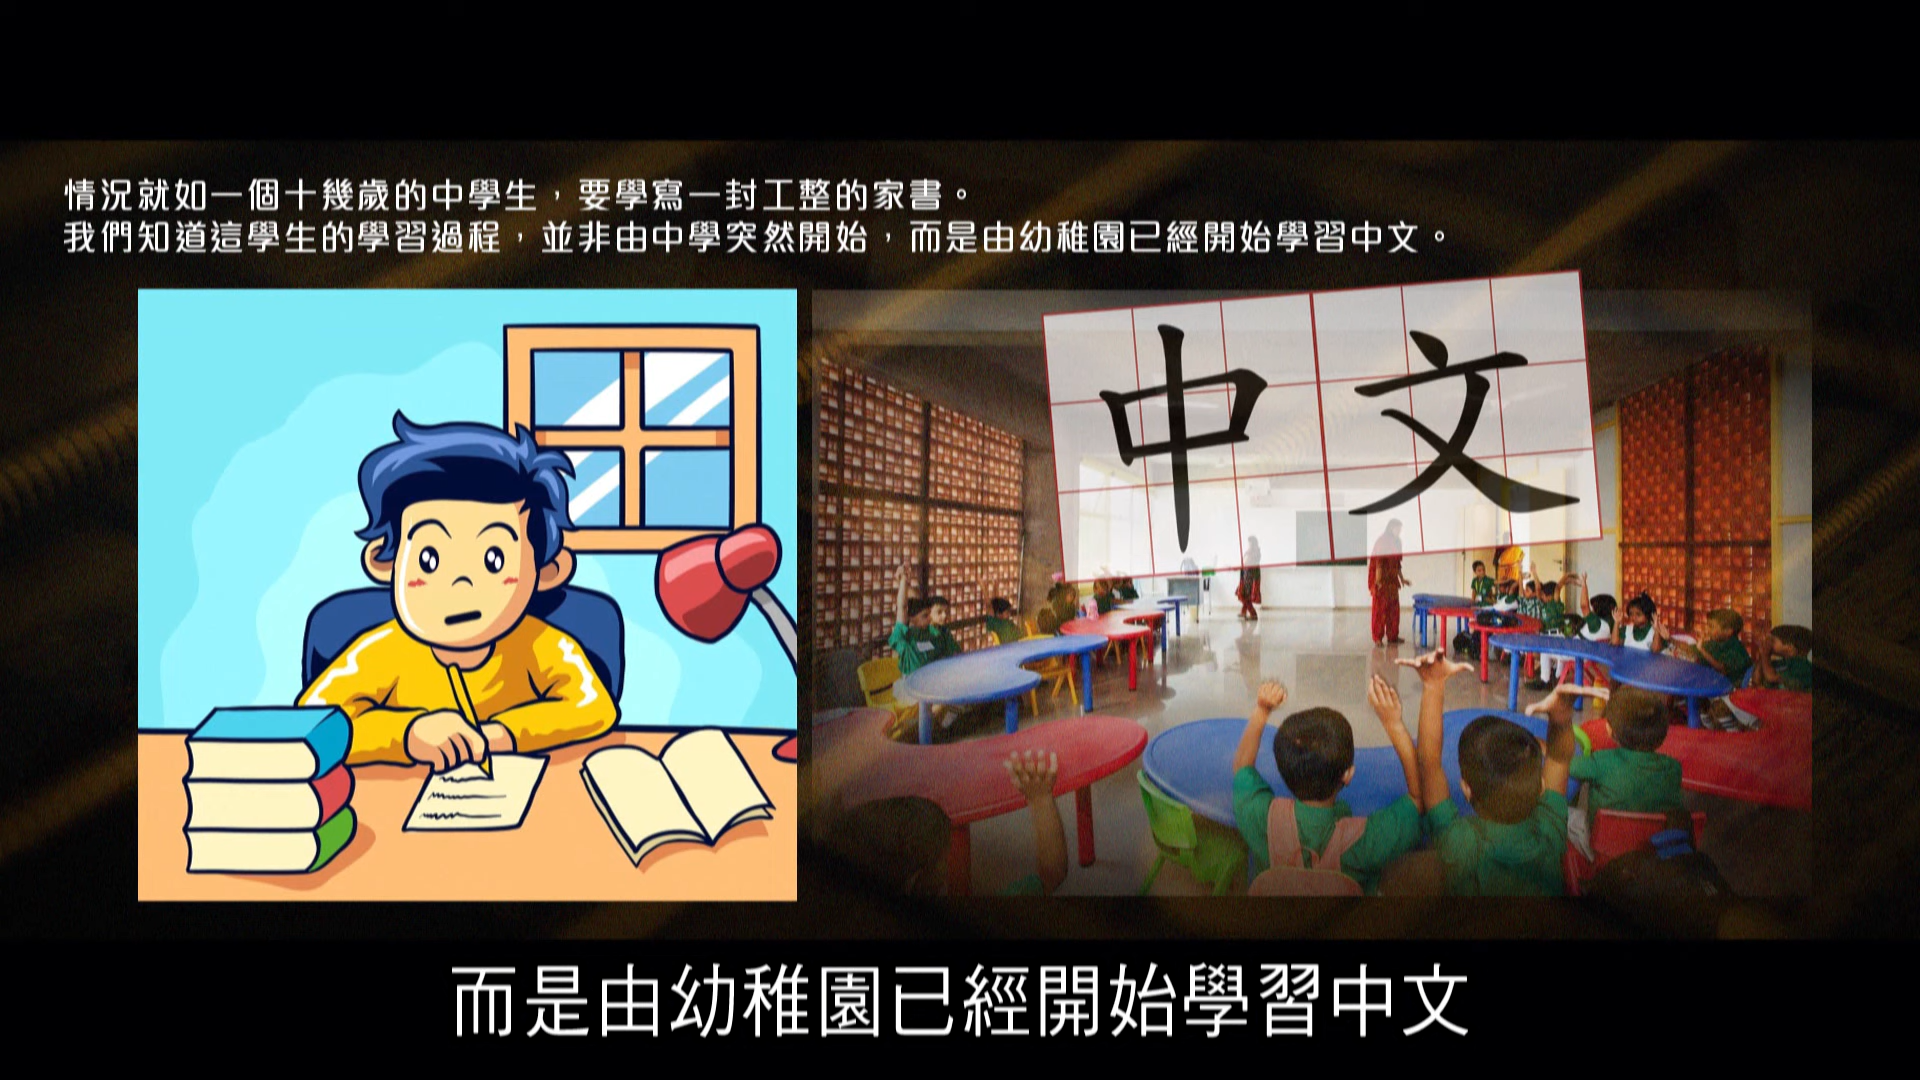 情況就如一個十幾歲的中學生，要學寫一封工整的家書。
我們知道這學生的學習過程，並非由中學突然開始，而是由幼稚園已經開始學習中文。
中文
而是由幼稚園已經開始學習中文